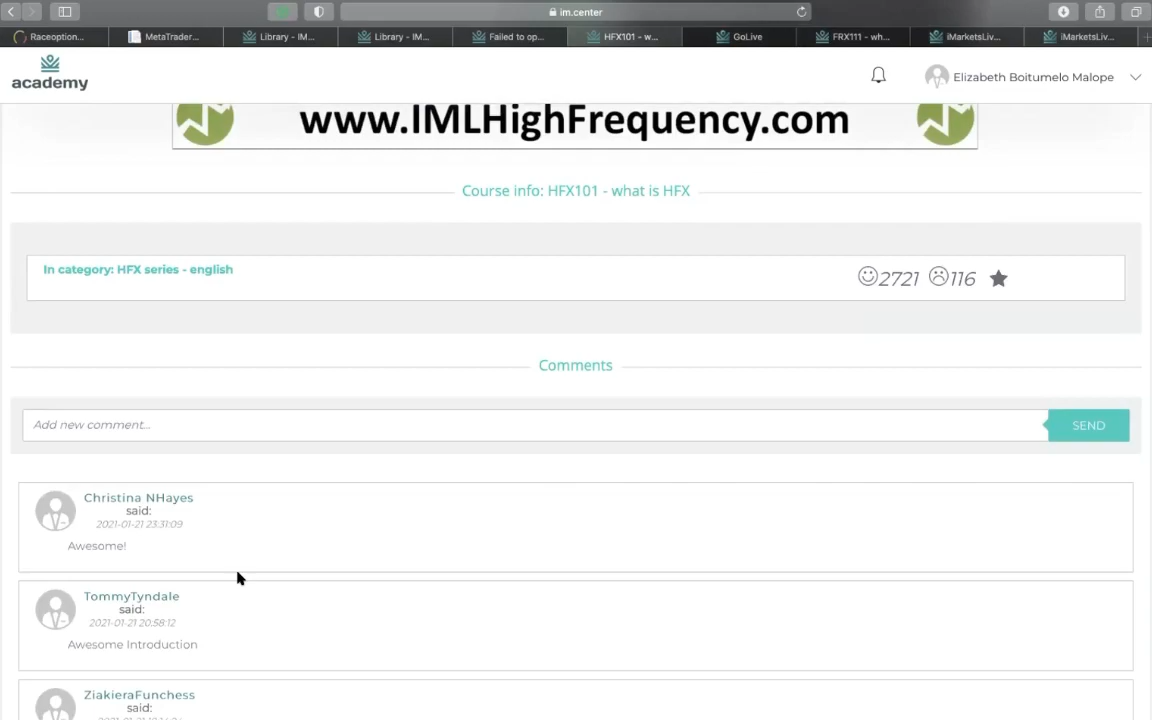 im.center
Raceoption...
MetaTrader...
Library - IM...
Library - IM...
Failed to op...
HFX101 - w...
GoLive
FRX111 - wh...
iMarketsLiv...
iMarketsLiv...
academy
Elizabeth Boitumelo Malope
www.IMLHighFrequency.com
Course info: HFX101 - what is HFX
In category: HFX series - english
2721
116
Comments
Add new comment...
SEND
Christina NHayes
said:
2021-01-21 23:31:09
Awesome!
TommyTyndale
said:
2021-01-21 20:58:12
Awesome Introduction
ZiakieraFunchess
said: